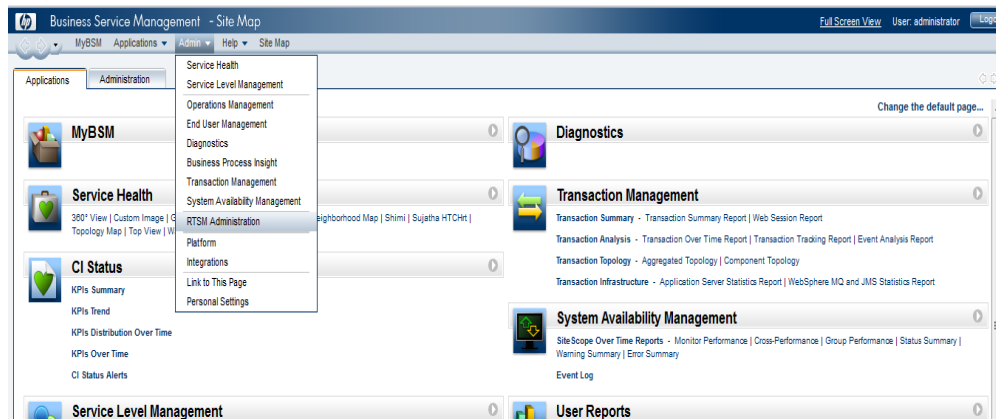 hp Business Service Management - Site Map
Full Screen View User: administrator
MyBSM Applications Admin Help Site Map
Applications Administration
Service Health
Service Level Management
Operations Management
End User Management
Diagnostics
Business Process Insight
Transaction Management
System Availability Management
RTSM Administration
Platform
Integrations
Link to This Page
Personal Settings
Change the default page...
MyBSM
Service Health
360° View | Custom Image | Neighborhood Map | Shimi | Sujatha HTCHrt |
Topology Map | Top View |
CI Status
KPIs Summary
KPIs Trend
KPIs Distribution Over Time
KPIs Over Time
CI Status Alerts
Service Level Management
Diagnostics
Transaction Management
Transaction Summary - Transaction Summary Report | Web Session Report
Transaction Analysis - Transaction Over Time Report | Transaction Tracking Report | Event Analysis Report
Transaction Topology - Aggregated Topology | Component Topology
Transaction Infrastructure - Application Server Statistics Report | WebSphere MQ and JMS Statistics Report
System Availability Management
SiteScope Over Time Reports - Monitor Performance | Cross-Performance | Group Performance | Status Summary |
Warning Summary | Error Summary
Event Log
User Reports